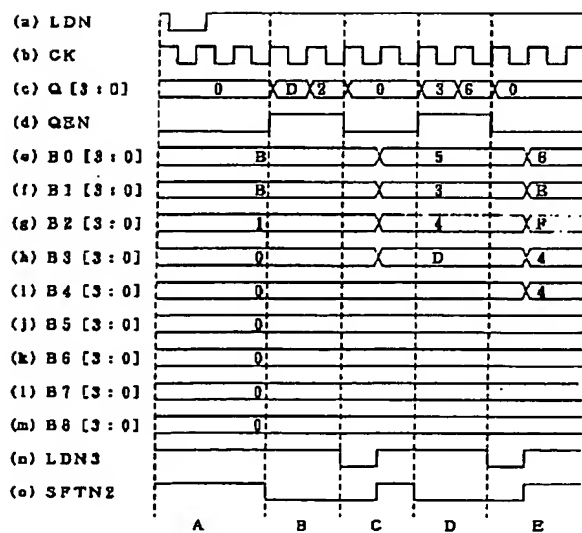 (a) LDN
(b) CK
(c) Q [3 : 0] 0 D 2 0 3 6 0
(d) QEN
(e) B0 [3 : 0] B 5 6
(f) B1 [3 : 0] B 3 B
(g) B2 [3 : 0] 1 4 F
(h) B3 [3 : 0] 0 D 4
(i) B4 [3 : 0] 0 4
(j) B5 [3 : 0] 0
(k) B6 [3 : 0] 0
(l) B7 [3 : 0] 0
(m) B8 [3 : 0] 0
(n) LDN3
(o) SFTN2
A B C D E